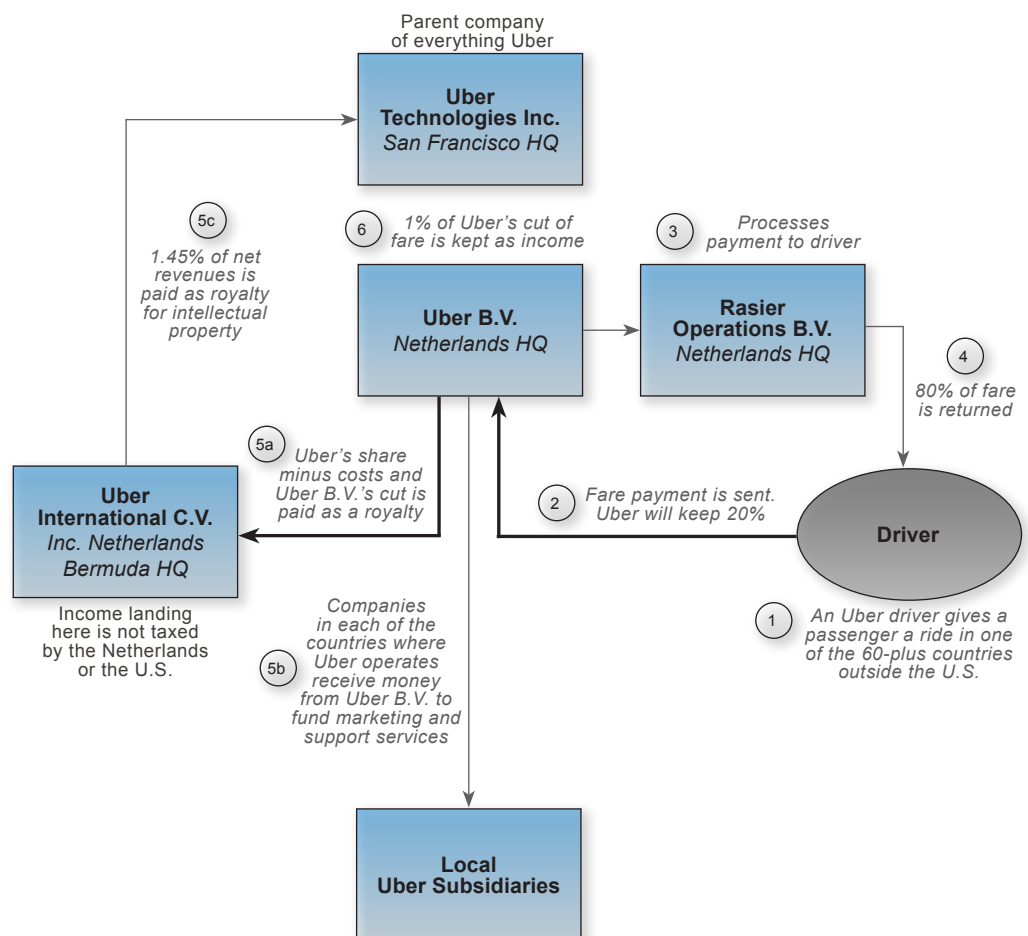 Parent company
of everything Uber
Uber
Technologies Inc.
San Francisco HQ
5c
1.45% of net
revenues is
paid as royalty
for intellectual
property
6
1% of Uber's cut of
fare is kept as income
3
Processes
payment to driver
Uber B.V.
Netherlands HQ
Rasier
Operations B.V.
Netherlands HQ
4
80% of fare
is returned
5a
Uber's share
minus costs and
Uber B.V.'s cut is
paid as a royalty
Uber
International C.V.
Inc. Netherlands
Bermuda HQ
Income landing
here is not taxed
by the Netherlands
or the U.S.
2
Fare payment is sent.
Uber will keep 20%
Driver
1
An Uber driver gives a
passenger a ride in one
of the 60-plus countries
outside the U.S.
5b
Companies
in each of the
countries where
Uber operates
receive money
from Uber B.V. to
fund marketing and
support services
Local
Uber Subsidiaries